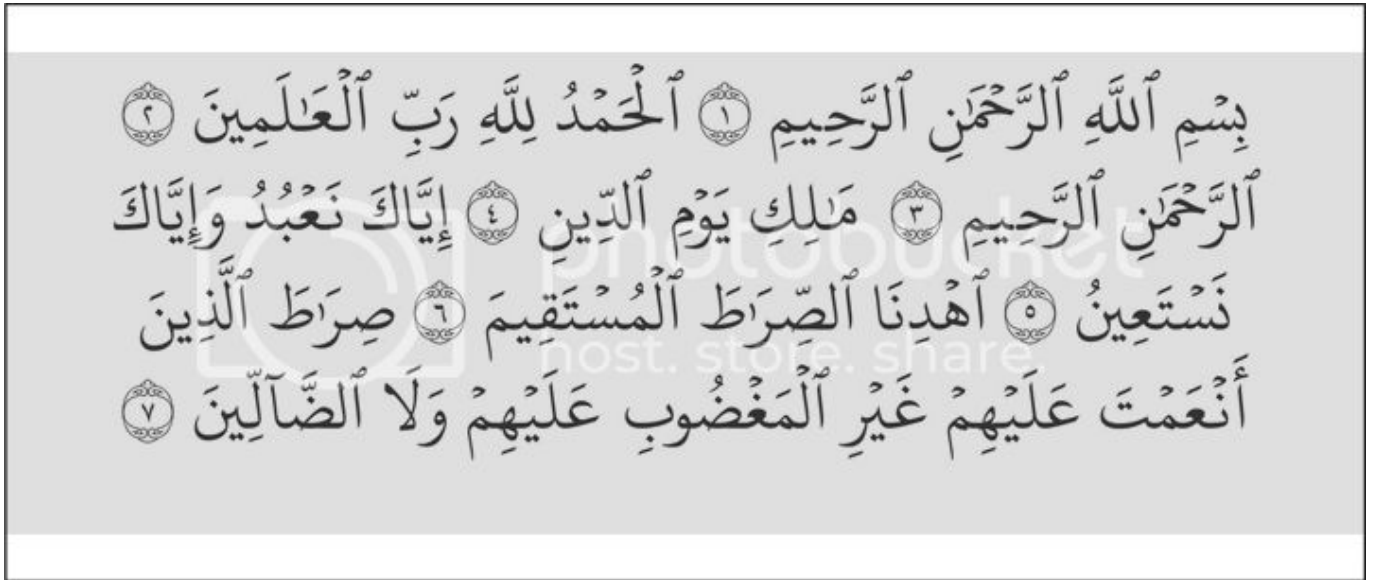 بِسۡمِ ٱللَّهِ ٱلرَّحۡمَٰنِ ٱلرَّحِيمِ ١ ٱلۡحَمۡدُ لِلَّهِ رَبِّ ٱلۡعَٰلَمِينَ ٢
ٱلرَّحۡمَٰنِ ٱلرَّحِيمِ ٣ مَٰلِكِ يَوۡمِ ٱلدِّينِ ٤ إِيَّاكَ نَعۡبُدُ وَإِيَّاكَ
نَسۡتَعِينُ ٥ ٱهۡدِنَا ٱلصِّرَٰطَ ٱلۡمُسۡتَقِيمَ ٦ صِرَٰطَ ٱلَّذِينَ
أَنۡعَمۡتَ عَلَيۡهِمۡ غَيۡرِ ٱلۡمَغۡضُوبِ عَلَيۡهِمۡ وَلَا ٱلضَّآلِّينَ ٧
photobucket
host. store. share.